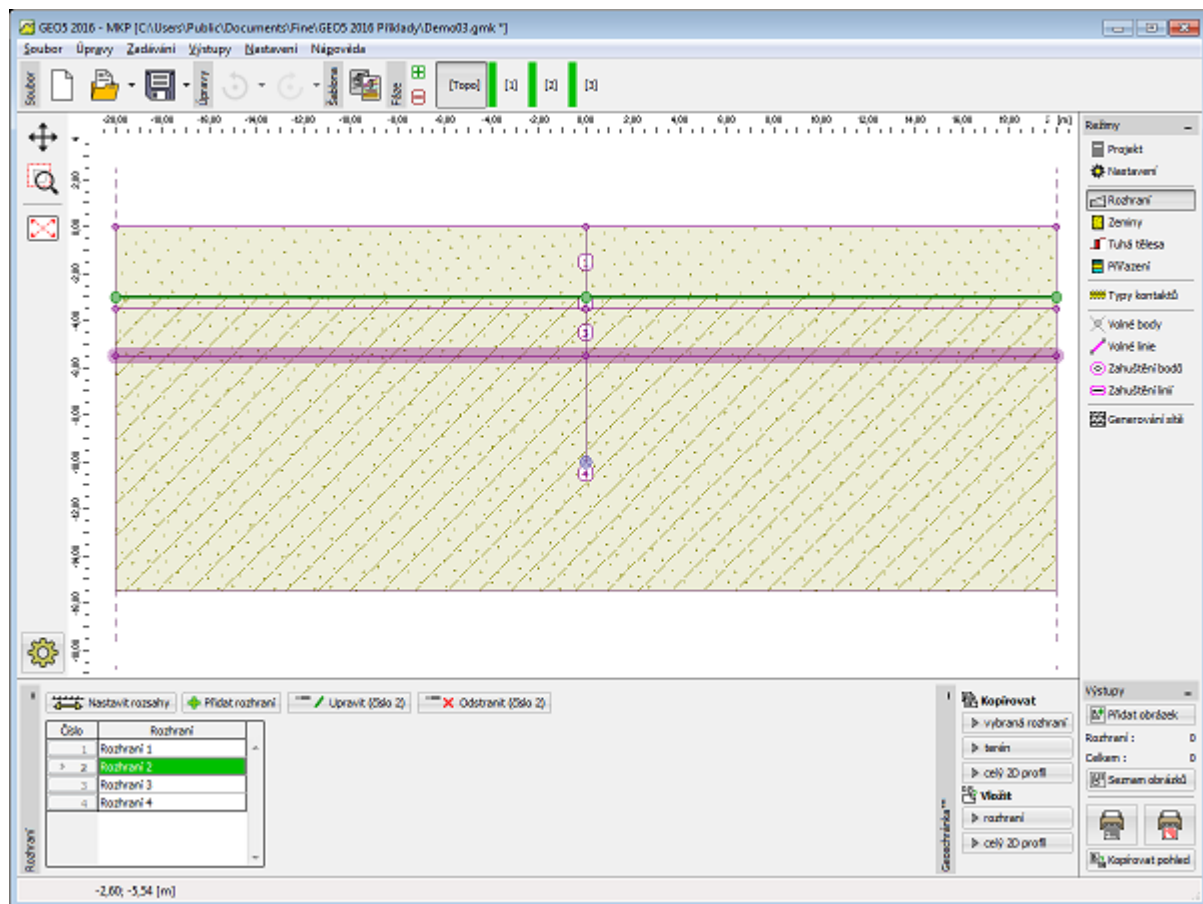 GEO5 2016 - MKP [C:\Users\Public\Documents\Fine\GEO5 2016 Příklady\Demo03.gmk *]
Soubor Úpravy Zadávání Výstupy Nastavení Nápověda
Soubor Úpravy Šablona Fáze [Topo] [1] [2] [3]
[m]
Režimy
Projekt
Nastavení
Rozhraní
Zeminy
Tuhá tělesa
Přiřazení
Typy kontaktů
Volné body
Volné linie
Zahuštění bodů
Zahuštění linií
Generování sítě
1
3
4
Nastavit rozsahy Přidat rozhraní Upravit (číslo 2) Odstranit (číslo 2)
Číslo Rozhraní
1 Rozhraní 1
2 Rozhraní 2
3 Rozhraní 3
4 Rozhraní 4
Rozhraní
Geoschránka™
Kopírovat
vybraná rozhraní
terén
celý 2D profil
Vložit
rozhraní
celý 2D profil
Výstupy
Přidat obrázek
Rozhraní : 0
Celkem : 0
Seznam obrázků
Kopírovat pohled
-2,60; -5,54 [m]